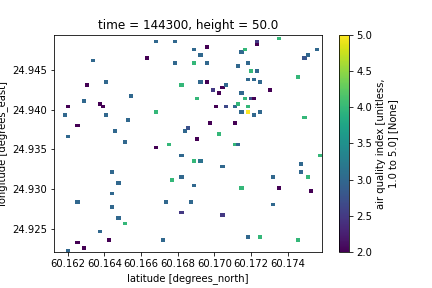 time = 144300, height = 50.0
24.945
24.940
24.935
24.930
24.925
longitude [degrees_east]
60.162 60.164 60.166 60.168 60.170 60.172 60.174
latitude [degrees_north]
5.0
4.5
4.0
3.5
3.0
2.5
2.0
air quality index [unitless,
1.0 to 5.0] [None]